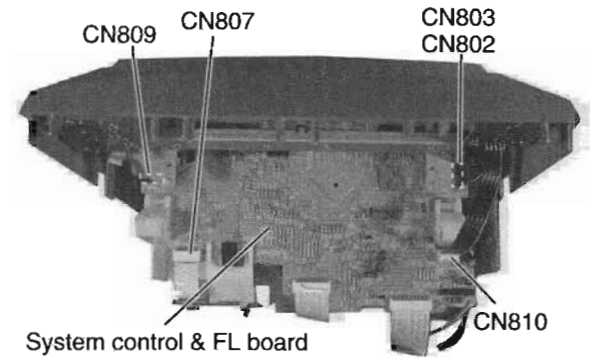 CN803
CN807
CN802
CN809
CN810
System control & FL board